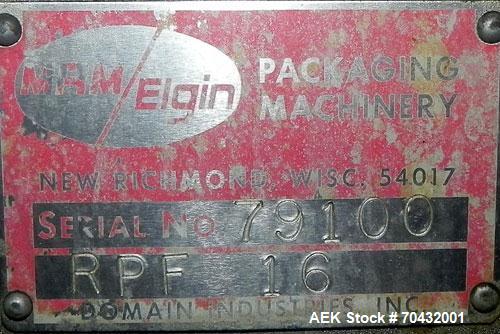 MAM/Elgin
PACKAGING
MACHINERY
NEW RICHMOND, WISC. 54017
SERIAL NO 79100
RPF 16
DOMAIN INDUSTRIES, INC.
AEK Stock # 70432001